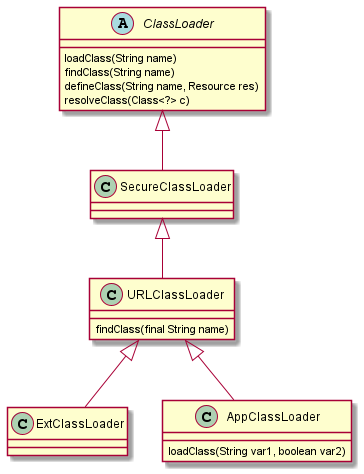 A ClassLoader
loadClass(String name)
findClass(String name)
defineClass(String name, Resource res)
resolveClass(Class<?> c)
C SecureClassLoader
C URLClassLoader
findClass(final String name)
C ExtClassLoader
C AppClassLoader
loadClass(String var1, boolean var2)